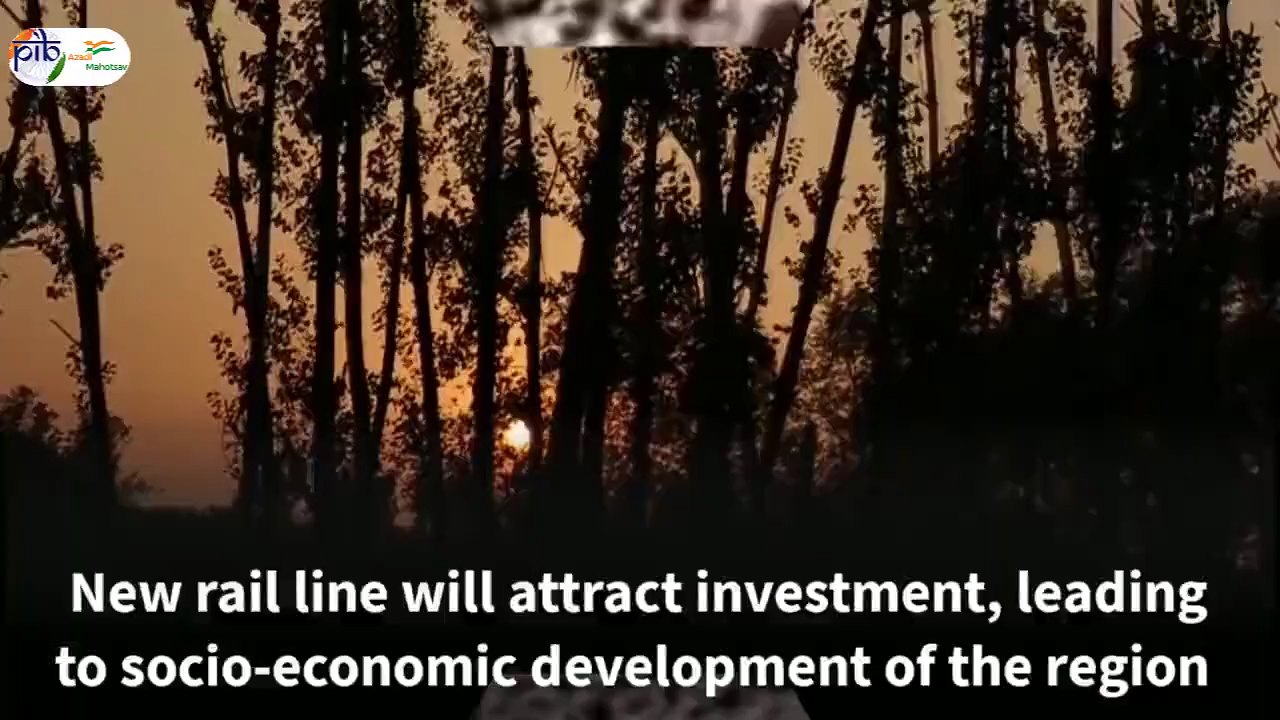 pib
Azadi
Mahotsav
New rail line will attract investment, leading
to socio-economic development of the region